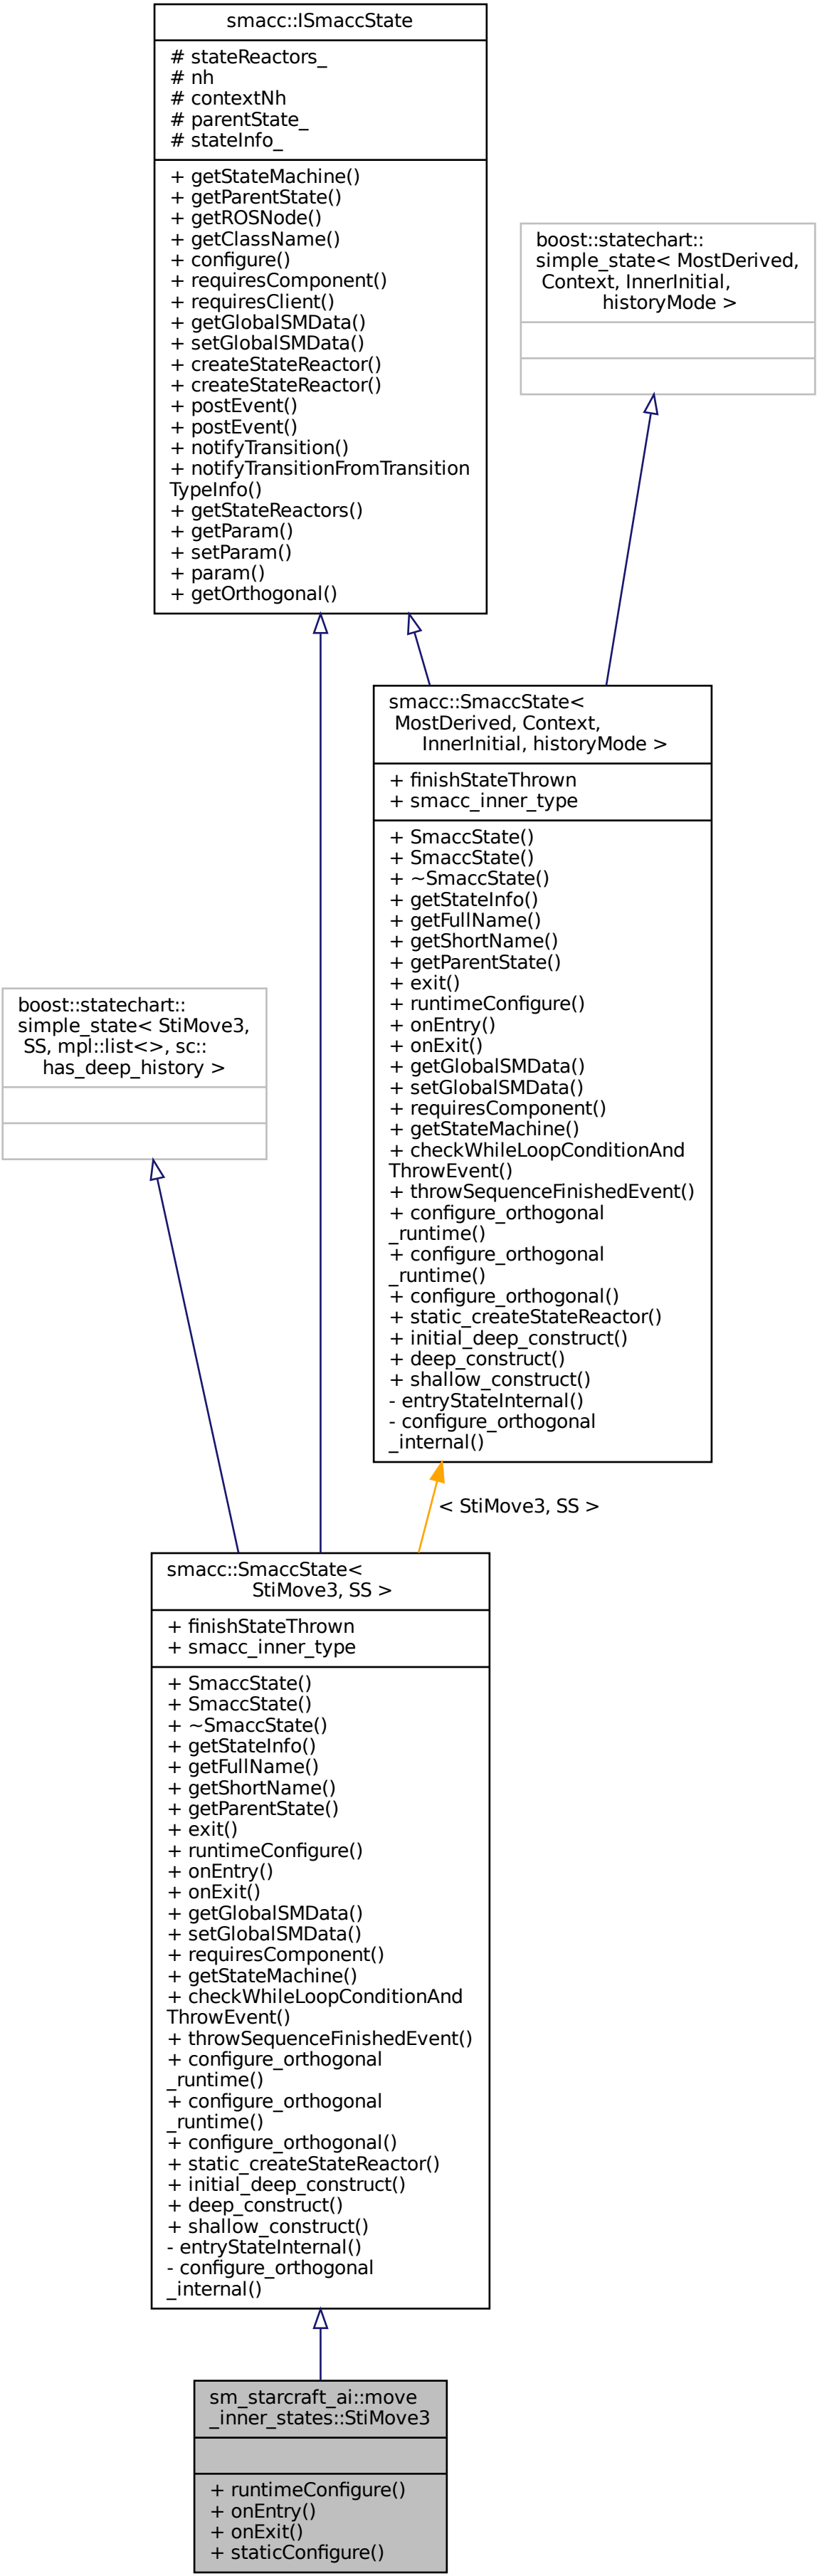 smacc::ISmaccState
# stateReactors_
# nh
# contextNh
# parentState_
# stateInfo_
+ getStateMachine()
+ getParentState()
+ getROSNode()
+ getClassName()
+ configure()
+ requiresComponent()
+ requiresClient()
+ getGlobalSMData()
+ setGlobalSMData()
+ createStateReactor()
+ createStateReactor()
+ postEvent()
+ postEvent()
+ notifyTransition()
+ notifyTransitionFromTransition
TypeInfo()
+ getStateReactors()
+ getParam()
+ setParam()
+ param()
+ getOrthogonal()
boost::statechart::
simple_state< MostDerived,
Context, InnerInitial,
historyMode >
smacc::SmaccState<
MostDerived, Context,
InnerInitial, historyMode >
+ finishStateThrown
+ smacc_inner_type
+ SmaccState()
+ SmaccState()
+ ~SmaccState()
+ getStateInfo()
+ getFullName()
+ getShortName()
+ getParentState()
+ exit()
+ runtimeConfigure()
+ onEntry()
+ onExit()
+ getGlobalSMData()
+ setGlobalSMData()
+ requiresComponent()
+ getStateMachine()
+ checkWhileLoopConditionAnd
ThrowEvent()
+ throwSequenceFinishedEvent()
+ configure_orthogonal
_runtime()
+ configure_orthogonal
_runtime()
+ configure_orthogonal()
+ static_createStateReactor()
+ initial_deep_construct()
+ deep_construct()
+ shallow_construct()
- entryStateInternal()
- configure_orthogonal
_internal()
boost::statechart::
simple_state< StiMove3,
SS, mpl::list<>, sc::
has_deep_history >
< StiMove3, SS >
smacc::SmaccState<
StiMove3, SS >
+ finishStateThrown
+ smacc_inner_type
+ SmaccState()
+ SmaccState()
+ ~SmaccState()
+ getStateInfo()
+ getFullName()
+ getShortName()
+ getParentState()
+ exit()
+ runtimeConfigure()
+ onEntry()
+ onExit()
+ getGlobalSMData()
+ setGlobalSMData()
+ requiresComponent()
+ getStateMachine()
+ checkWhileLoopConditionAnd
ThrowEvent()
+ throwSequenceFinishedEvent()
+ configure_orthogonal
_runtime()
+ configure_orthogonal
_runtime()
+ configure_orthogonal()
+ static_createStateReactor()
+ initial_deep_construct()
+ deep_construct()
+ shallow_construct()
- entryStateInternal()
- configure_orthogonal
_internal()
sm_starcraft_ai::move
_inner_states::StiMove3
+ runtimeConfigure()
+ onEntry()
+ onExit()
+ staticConfigure()